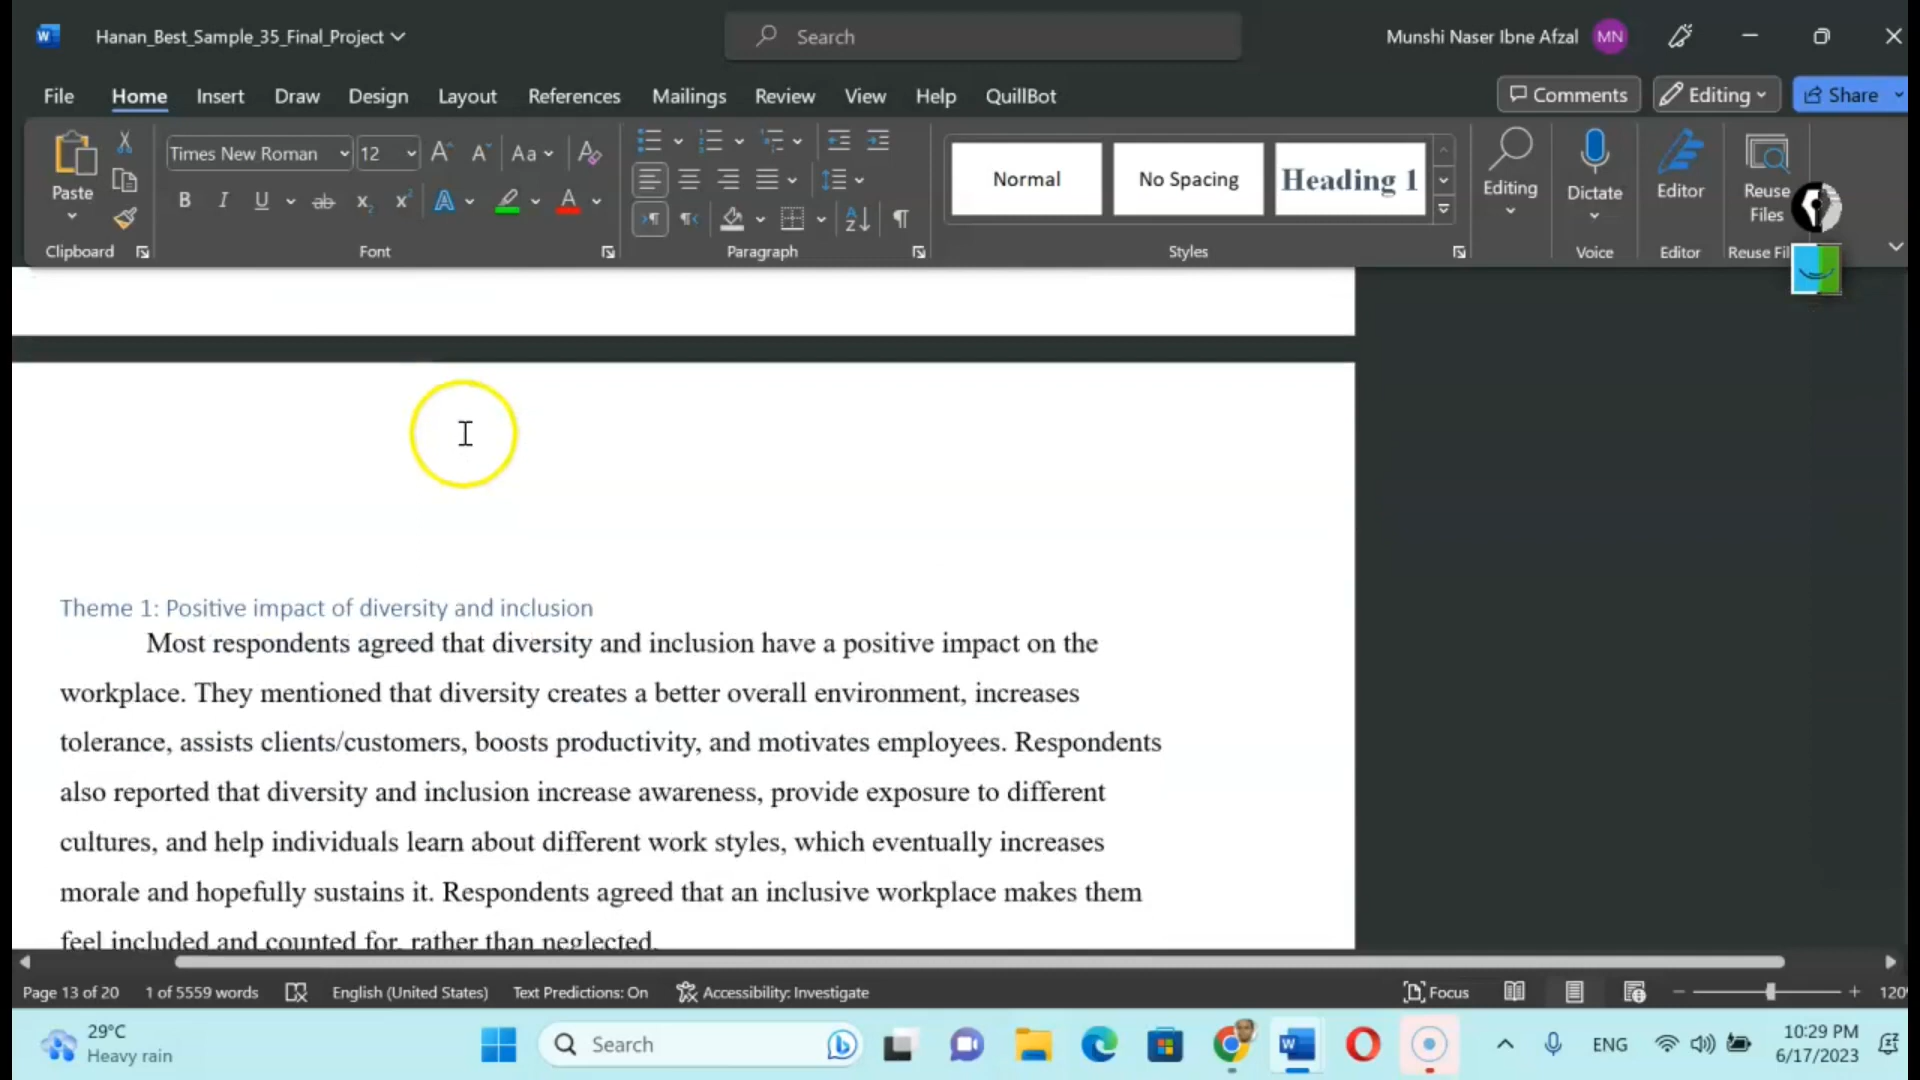 Hanan_Best_Sample_35_Final_Project
Search
Munshi Naser Ibne Afzal MN
File Home Insert Draw Design Layout References Mailings Review View Help QuillBot Comments Editing Share
Times New Roman 12
Paste
Normal No Spacing Heading 1
Editing Dictate Editor Reuse Files
Clipboard Font Paragraph Styles Voice Editor Reuse Fil
Theme 1: Positive impact of diversity and inclusion
Most respondents agreed that diversity and inclusion have a positive impact on the
workplace. They mentioned that diversity creates a better overall environment, increases
tolerance, assists clients/customers, boosts productivity, and motivates employees. Respondents
also reported that diversity and inclusion increase awareness, provide exposure to different
cultures, and help individuals learn about different work styles, which eventually increases
morale and hopefully sustains it. Respondents agreed that an inclusive workplace makes them
feel included and counted for, rather than neglected.
Page 13 of 20 1 of 5559 words English (United States) Text Predictions: On Accessibility: Investigate Focus 120
29°C
Heavy rain
Search
ENG
10:29 PM
6/17/2023